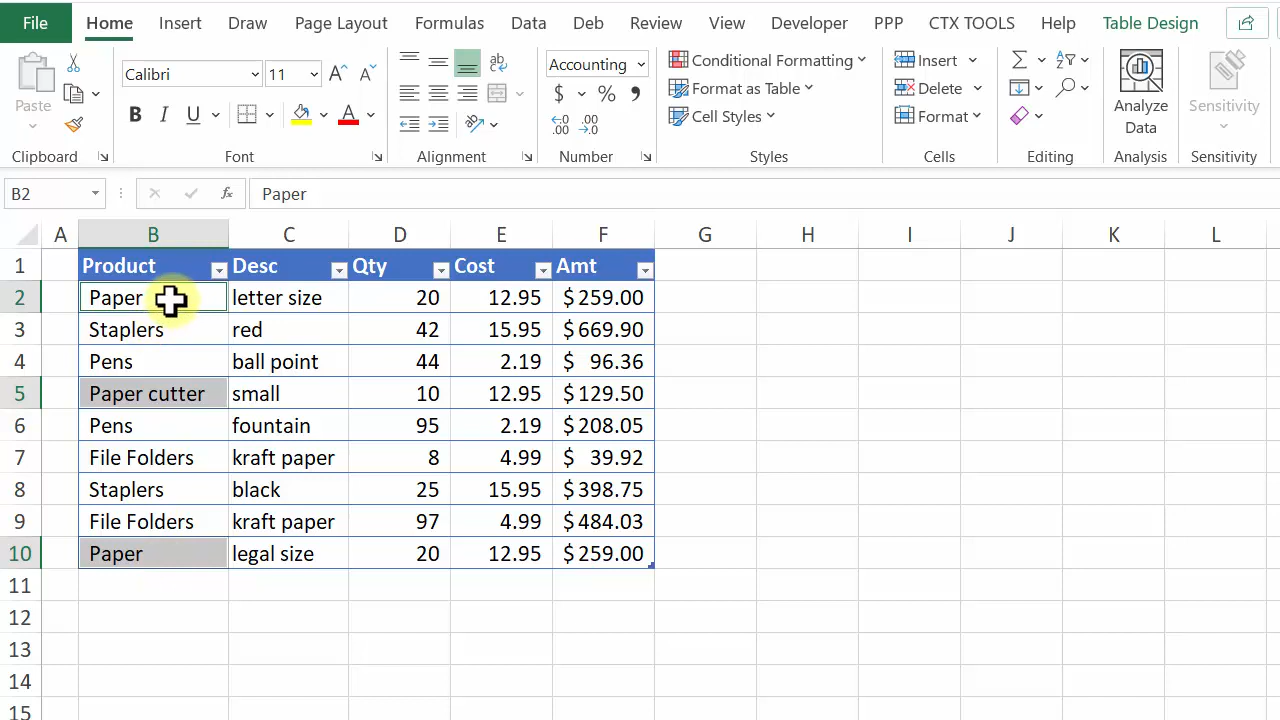 File Home Insert Draw Page Layout Formulas Data Deb Review View Developer PPP CTX TOOLS Help Table Design
Paste
Calibri 11 A A
B I U A
ab c
Accounting
$ % ,
.0 .00
.00 .0
Conditional Formatting
Format as Table
Cell Styles
Insert
Delete
Format
Analyze
Data
Sensitivity
Clipboard Font Alignment Number Styles Cells Editing Analysis Sensitivity
B2 fx Paper
A B C D E F G H I J K L
1 Product Desc Qty Cost Amt
2 Paper letter size 20 12.95 $ 259.00
3 Staplers red 42 15.95 $ 669.90
4 Pens ball point 44 2.19 $ 96.36
5 Paper cutter small 10 12.95 $ 129.50
6 Pens fountain 95 2.19 $ 208.05
7 File Folders kraft paper 8 4.99 $ 39.92
8 Staplers black 25 15.95 $ 398.75
9 File Folders kraft paper 97 4.99 $ 484.03
10 Paper legal size 20 12.95 $ 259.00
11
12
13
14
15